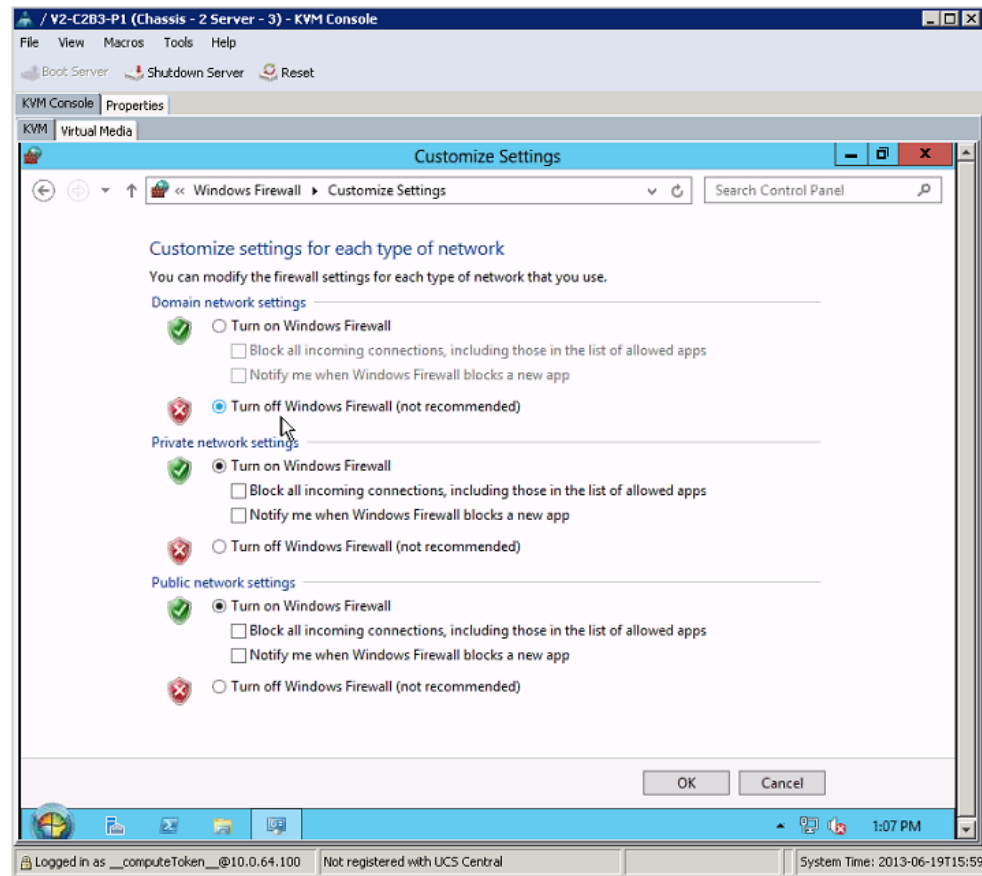 / V2-C2B3-P1 (Chassis - 2 Server - 3) - KVM Console
File View Macros Tools Help
Boot Server Shutdown Server Reset
KVM Console Properties
KVM Virtual Media
Customize Settings
« Windows Firewall Customize Settings Search Control Panel
Customize settings for each type of network
You can modify the firewall settings for each type of network that you use.
Domain network settings
Turn on Windows Firewall
Block all incoming connections, including those in the list of allowed apps
Notify me when Windows Firewall blocks a new app
Turn off Windows Firewall (not recommended)
Private network settings
Turn on Windows Firewall
Block all incoming connections, including those in the list of allowed apps
Notify me when Windows Firewall blocks a new app
Turn off Windows Firewall (not recommended)
Public network settings
Turn on Windows Firewall
Block all incoming connections, including those in the list of allowed apps
Notify me when Windows Firewall blocks a new app
Turn off Windows Firewall (not recommended)
OK Cancel
1:07 PM
Logged in as __computeToken__@10.0.64.100 Not registered with UCS Central System Time: 2013-06-19T15:59